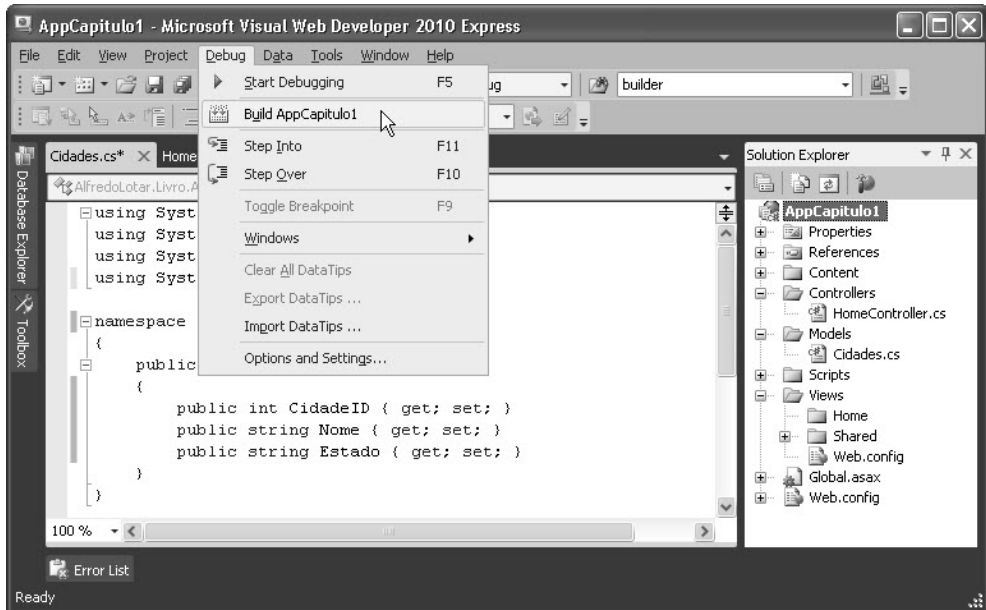 AppCapitulo1 - Microsoft Visual Web Developer 2010 Express
File Edit View Project Debug Data Tools Window Help
Start Debugging F5
builder
Build AppCapitulo1
Step Into F11
Step Over F10
Toggle Breakpoint F9
Windows
Clear All DataTips
Export DataTips ...
Import DataTips ...
Options and Settings...
Database Explorer
Toolbox
Cidades.cs* Home
AlfredoLotar.Livro.A
using Syst
using Syst
using Syst
using Syst
namespace
{
public
{
public int CidadeID { get; set; }
public string Nome { get; set; }
public string Estado { get; set; }
}
}
100 %
Solution Explorer
AppCapitulo1
Properties
References
Content
Controllers
HomeController.cs
Models
Cidades.cs
Scripts
Views
Home
Shared
Web.config
Global.asax
Web.config
Error List
Ready